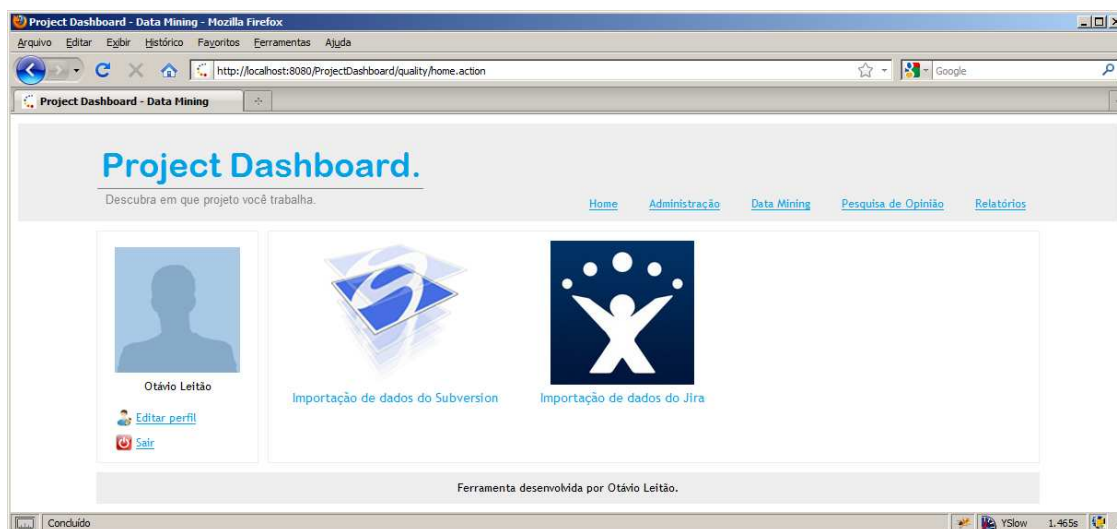 Project Dashboard - Data Mining - Mozilla Firefox
Arquivo Editar Exibir Histórico Favoritos Ferramentas Ajuda
http://localhost:8080/ProjectDashboard/quality/home.action
Google
Project Dashboard - Data Mining
Project Dashboard.
Descubra em que projeto você trabalha.
Home Administração Data Mining Pesquisa de Opinião Relatórios
Otávio Leitão
Editar perfil
Sair
Importação de dados do Subversion
Importação de dados do Jira
Ferramenta desenvolvida por Otávio Leitão.
Concluído
YSlow 1.465s